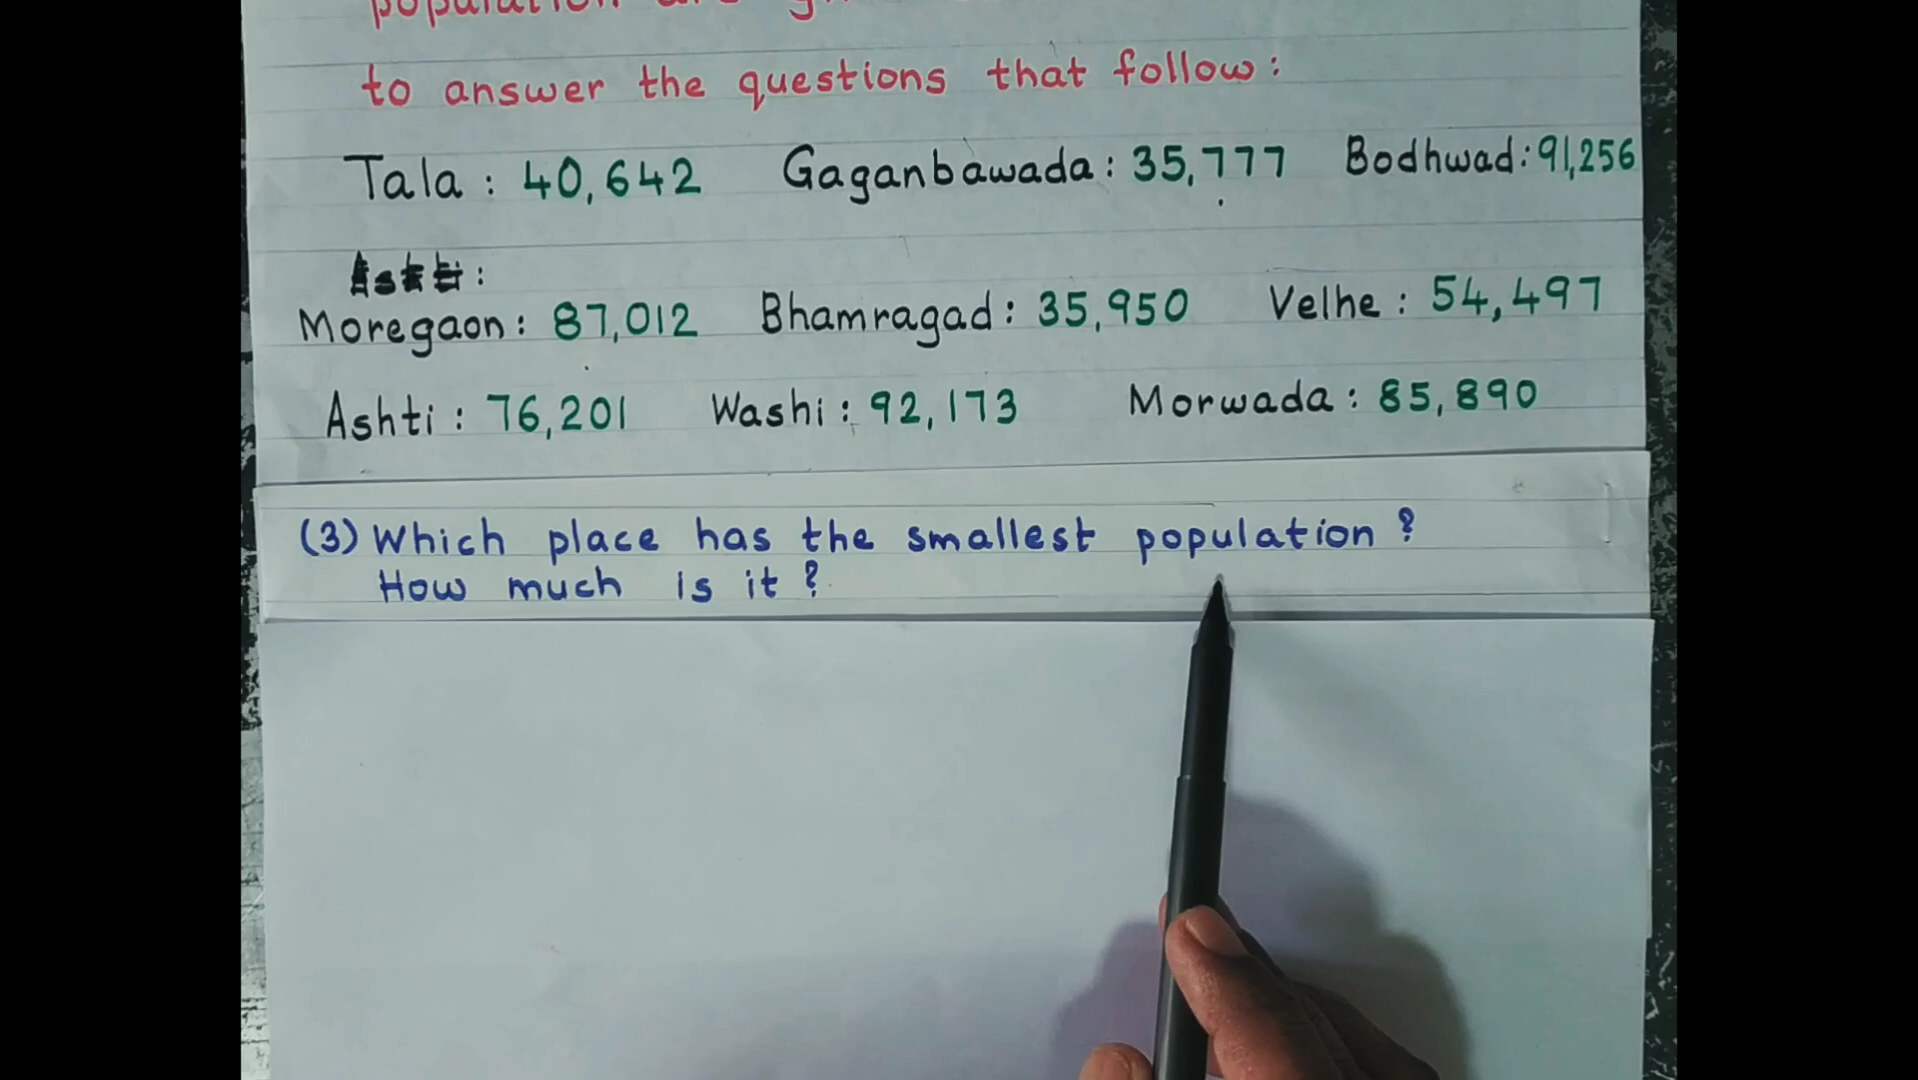 to answer the questions that follow:
Tala : 40,642 Gaganbawada : 35,777 Bodhwad : 91,256
Ashti :
Moregaon : 87,012 Bhamragad : 35,950 Velhe : 54,497
Ashti : 76,201 Washi : 92,173 Morwada : 85,890
(3) Which place has the smallest population ?
How much is it ?